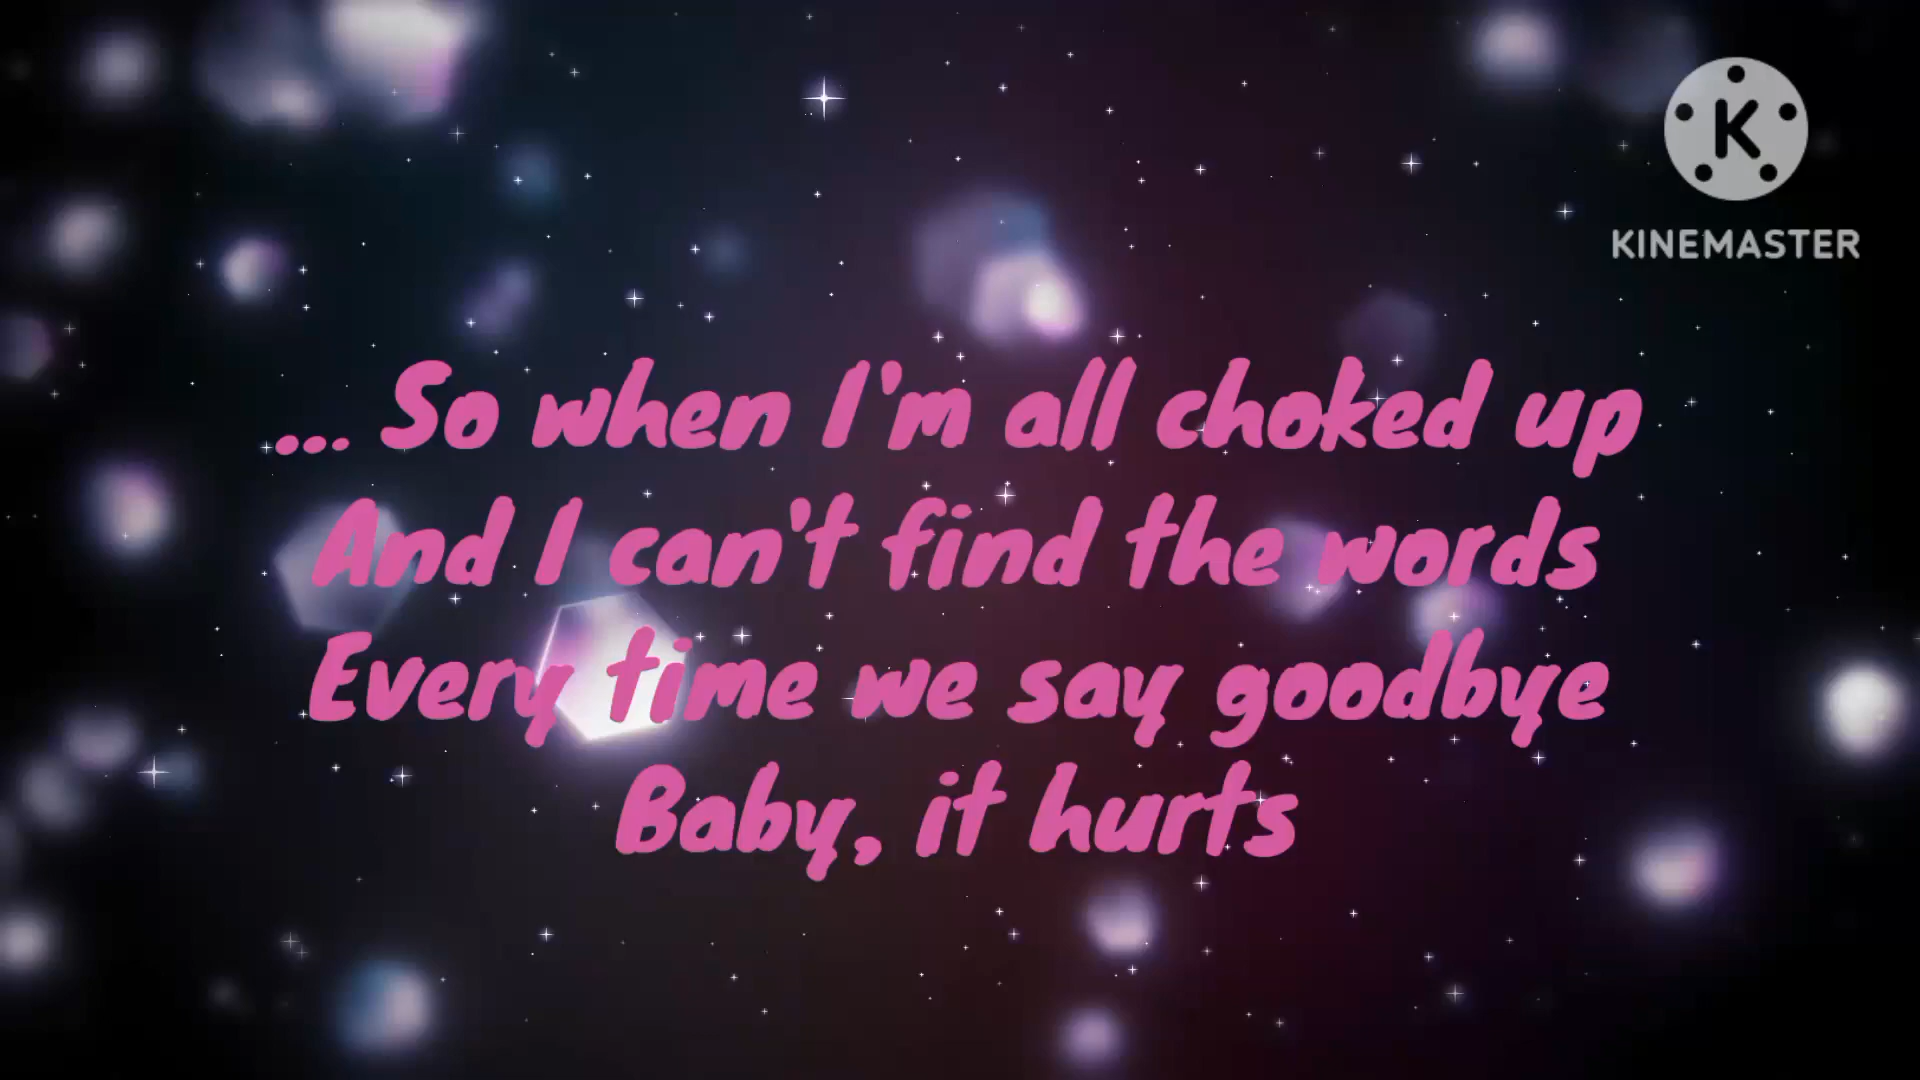 KINEMASTER
... So when I'm all choked up
And I can't find the words
Every time we say goodbye
Baby, it hurts